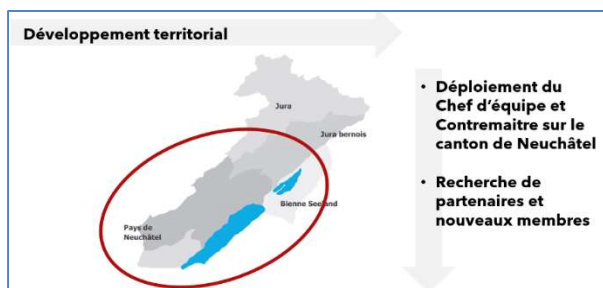 Développement territorial
Jura
Jura bernois
Bienne Seeland
Pays de
Neuchâtel
• Déploiement du
Chef d'équipe et
Contremaitre sur le
canton de Neuchâtel
• Recherche de
partenaires et
nouveaux membres